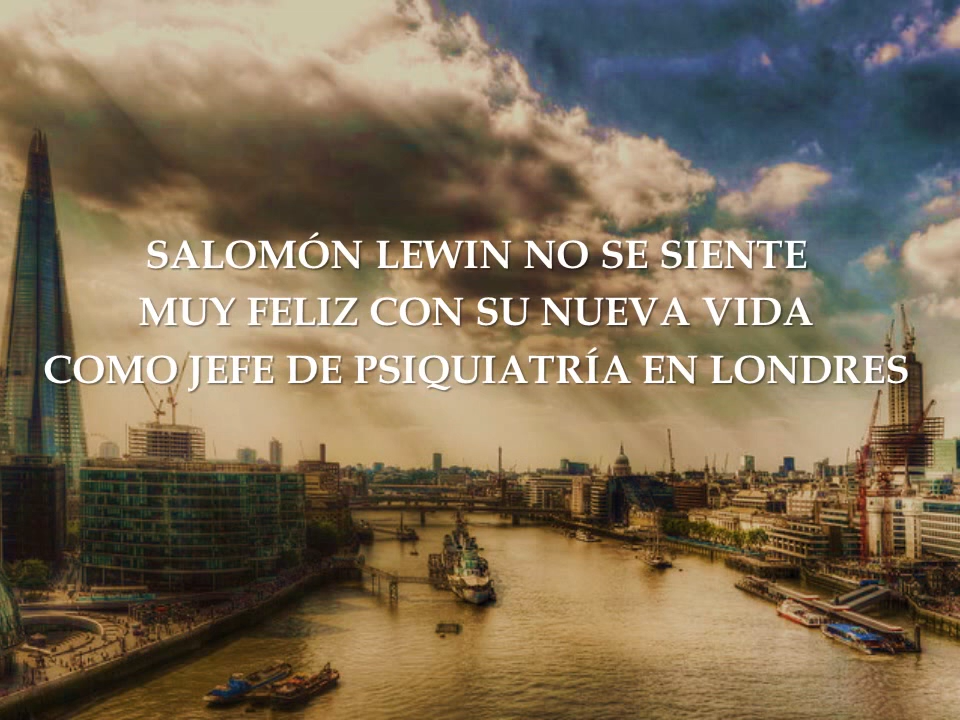 SALOMÓN LEWIN NO SE SIENTE
MUY FELIZ CON SU NUEVA VIDA
COMO JEFE DE PSIQUIATRÍA EN LONDRES